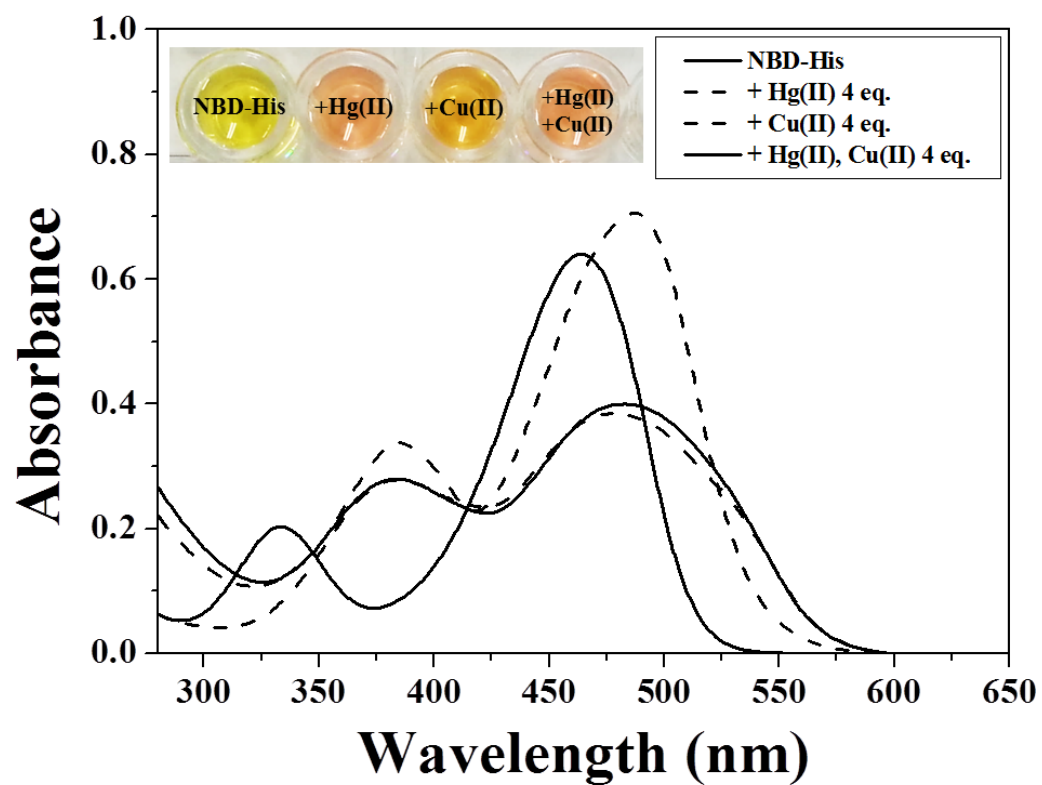 1.0
0.8
0.6
0.4
0.2
0.0
Absorbance
NBD-His
+Hg(II)
+Cu(II)
+Hg(II)
+Cu(II)
NBD-His
+ Hg(II) 4 eq.
+ Cu(II) 4 eq.
+ Hg(II), Cu(II) 4 eq.
300 350 400 450 500 550 600 650
Wavelength (nm)